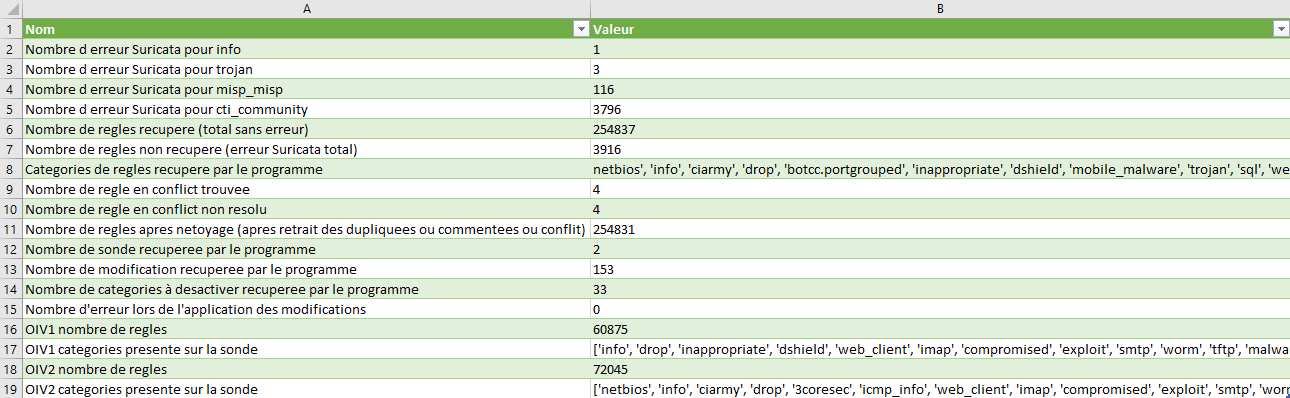 A B
1 Nom Valeur
2 Nombre d erreur Suricata pour info 1
3 Nombre d erreur Suricata pour trojan 3
4 Nombre d erreur Suricata pour misp_misp 116
5 Nombre d erreur Suricata pour cti_community 3796
6 Nombre de regles recupere (total sans erreur) 254837
7 Nombre de regles non recupere (erreur Suricata total) 3916
8 Categories de regles recupere par le programme netbios', 'info', 'ciarmy', 'drop', 'botcc.portgrouped', 'inappropriate', 'dshield', 'mobile_malware', 'trojan', 'sql', 'we
9 Nombre de regle en conflict trouvee 4
10 Nombre de regle en conflict non resolu 4
11 Nombre de regles apres netoyage (apres retrait des dupliquees ou commentees ou conflit) 254831
12 Nombre de sonde recuperee par le programme 2
13 Nombre de modification recuperee par le programme 153
14 Nombre de categories à desactiver recuperee par le programme 33
15 Nombre d'erreur lors de l'application des modifications 0
16 OIV1 nombre de regles 60875
17 OIV1 categories presente sur la sonde ['info', 'drop', 'inappropriate', 'dshield', 'web_client', 'imap', 'compromised', 'exploit', 'smtp', 'worm', 'tftp', 'malwa
18 OIV2 nombre de regles 72045
19 OIV2 categories presente sur la sonde ['netbios', 'info', 'ciarmy', 'drop', '3coresec', 'icmp_info', 'web_client', 'imap', 'compromised', 'exploit', 'smtp', 'worm